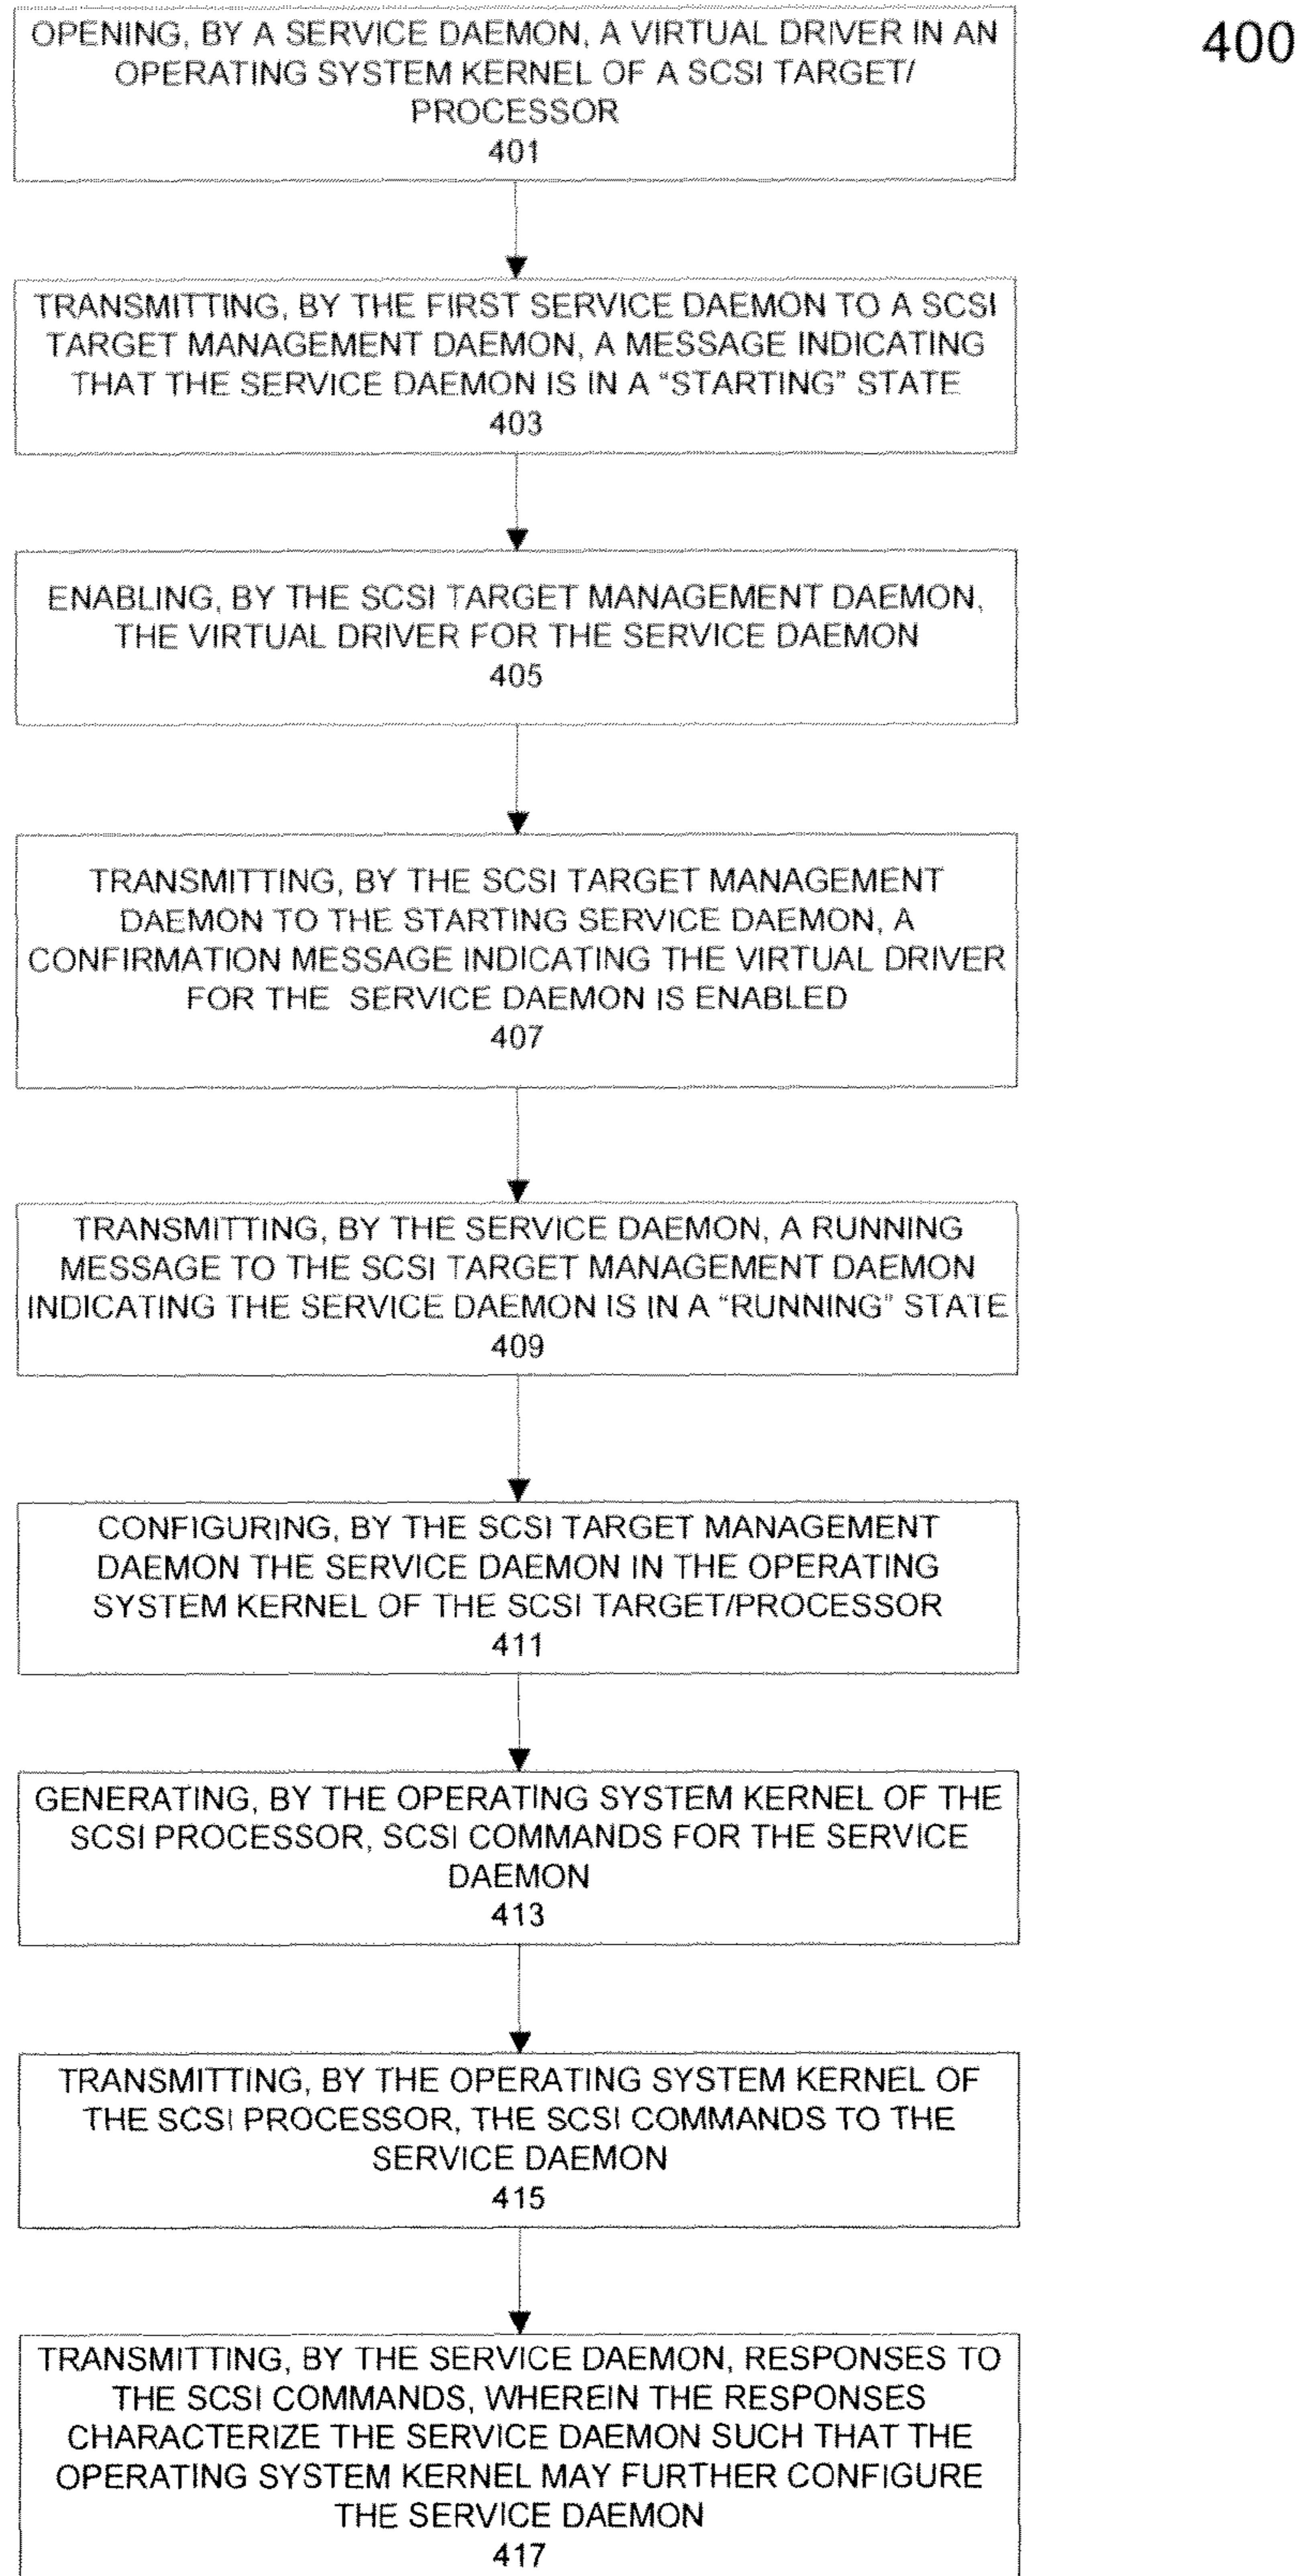 400
OPENING, BY A SERVICE DAEMON, A VIRTUAL DRIVER IN AN
OPERATING SYSTEM KERNEL OF A SCSI TARGET/
PROCESSOR
401
TRANSMITTING, BY THE FIRST SERVICE DAEMON TO A SCSI
TARGET MANAGEMENT DAEMON, A MESSAGE INDICATING
THAT THE SERVICE DAEMON IS IN A “STARTING” STATE
403
ENABLING, BY THE SCSI TARGET MANAGEMENT DAEMON,
THE VIRTUAL DRIVER FOR THE SERVICE DAEMON
405
TRANSMITTING, BY THE SCSI TARGET MANAGEMENT
DAEMON TO THE STARTING SERVICE DAEMON, A
CONFIRMATION MESSAGE INDICATING THE VIRTUAL DRIVER
FOR THE SERVICE DAEMON IS ENABLED
407
TRANSMITTING, BY THE SERVICE DAEMON, A RUNNING
MESSAGE TO THE SCSI TARGET MANAGEMENT DAEMON
INDICATING THE SERVICE DAEMON IS IN A “RUNNING” STATE
409
CONFIGURING, BY THE SCSI TARGET MANAGEMENT
DAEMON THE SERVICE DAEMON IN THE OPERATING
SYSTEM KERNEL OF THE SCSI TARGET/PROCESSOR
411
GENERATING, BY THE OPERATING SYSTEM KERNEL OF THE
SCSI PROCESSOR, SCSI COMMANDS FOR THE SERVICE
DAEMON
413
TRANSMITTING, BY THE OPERATING SYSTEM KERNEL OF
THE SCSI PROCESSOR, THE SCSI COMMANDS TO THE
SERVICE DAEMON
415
TRANSMITTING, BY THE SERVICE DAEMON, RESPONSES TO
THE SCSI COMMANDS, WHEREIN THE RESPONSES
CHARACTERIZE THE SERVICE DAEMON SUCH THAT THE
OPERATING SYSTEM KERNEL MAY FURTHER CONFIGURE
THE SERVICE DAEMON
417